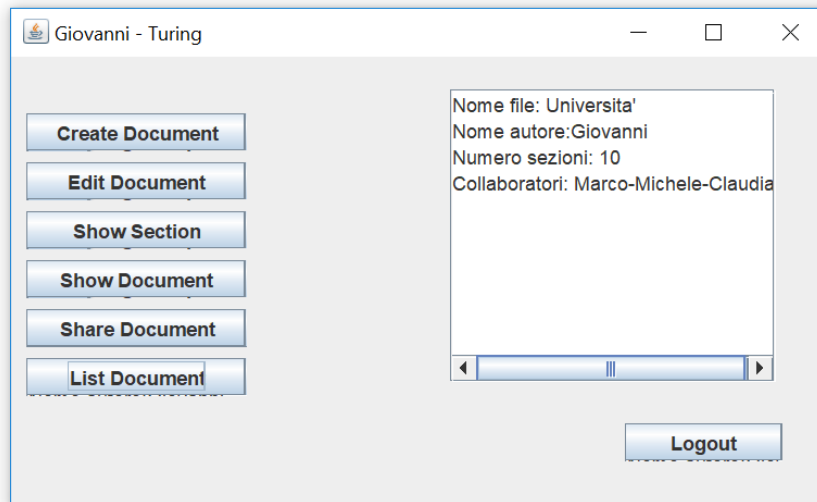 Giovanni - Turing
Create Document
Edit Document
Show Section
Show Document
Share Document
List Document
Nome file: Universita'
Nome autore:Giovanni
Numero sezioni: 10
Collaboratori: Marco-Michele-Claudia
Logout